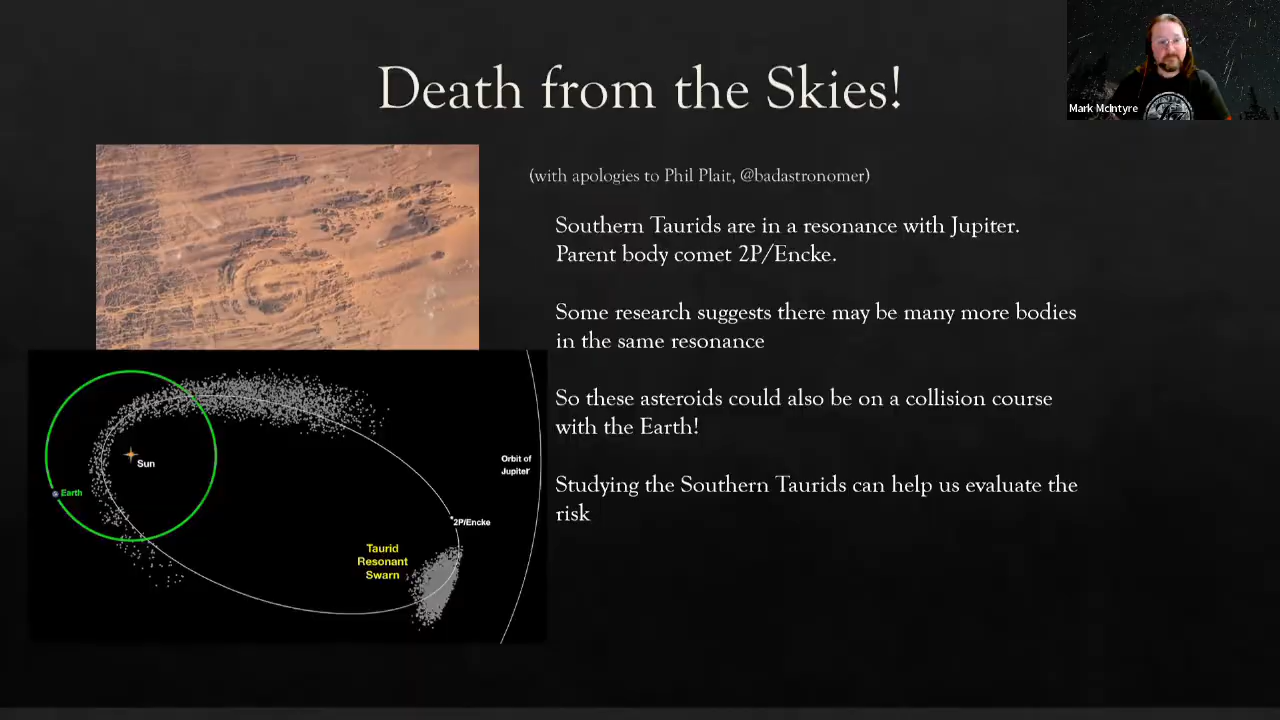 Death from the Skies!
Mark McIntyre
(with apologies to Phil Plait, @badastronomer)
Southern Taurids are in a resonance with Jupiter.
Parent body comet 2P/Encke.
Some research suggests there may be many more bodies
in the same resonance
So these asteroids could also be on a collision course
with the Earth!
Studying the Southern Taurids can help us evaluate the
risk
Sun
Earth
Orbit of
Jupiter
2P/Encke
Taurid
Resonant
Swarn